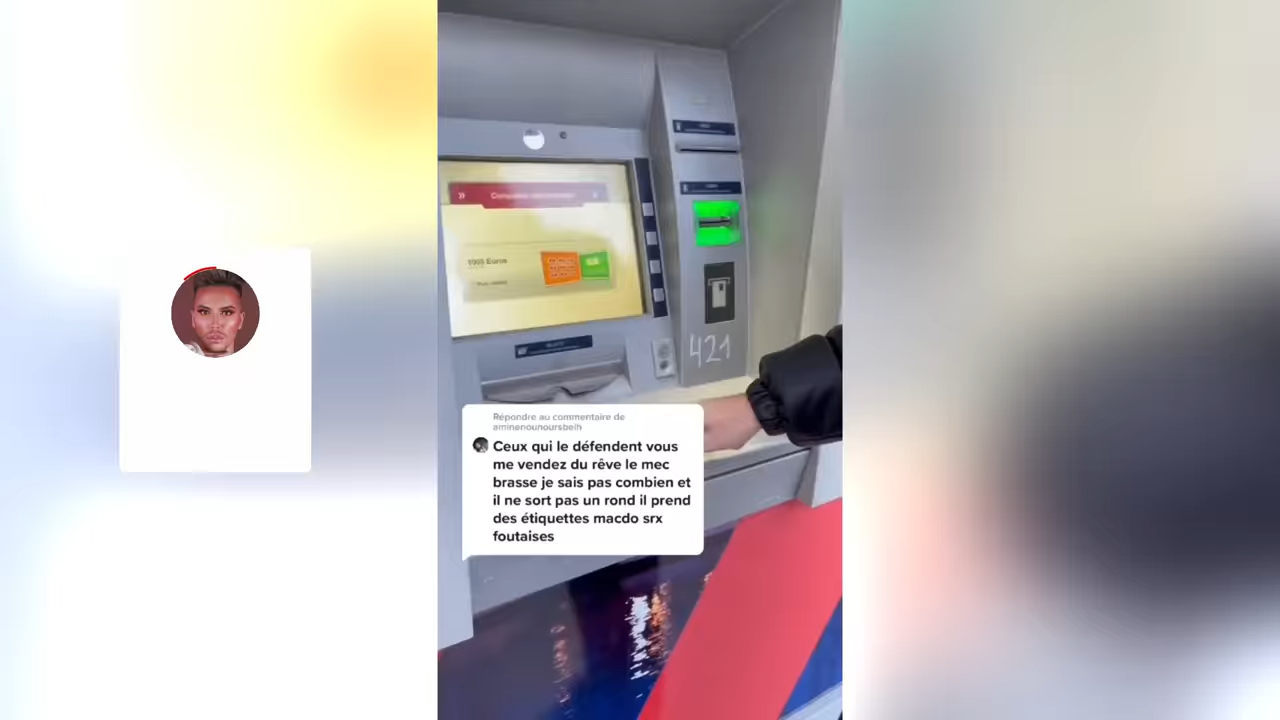 1995 Euros
421
Répondre au commentaire de
aminenounoursbeih
Ceux qui le défendent vous
me vendez du rêve le mec
brasse je sais pas combien et
il ne sort pas un rond il prend
des étiquettes macdo srx
foutaises